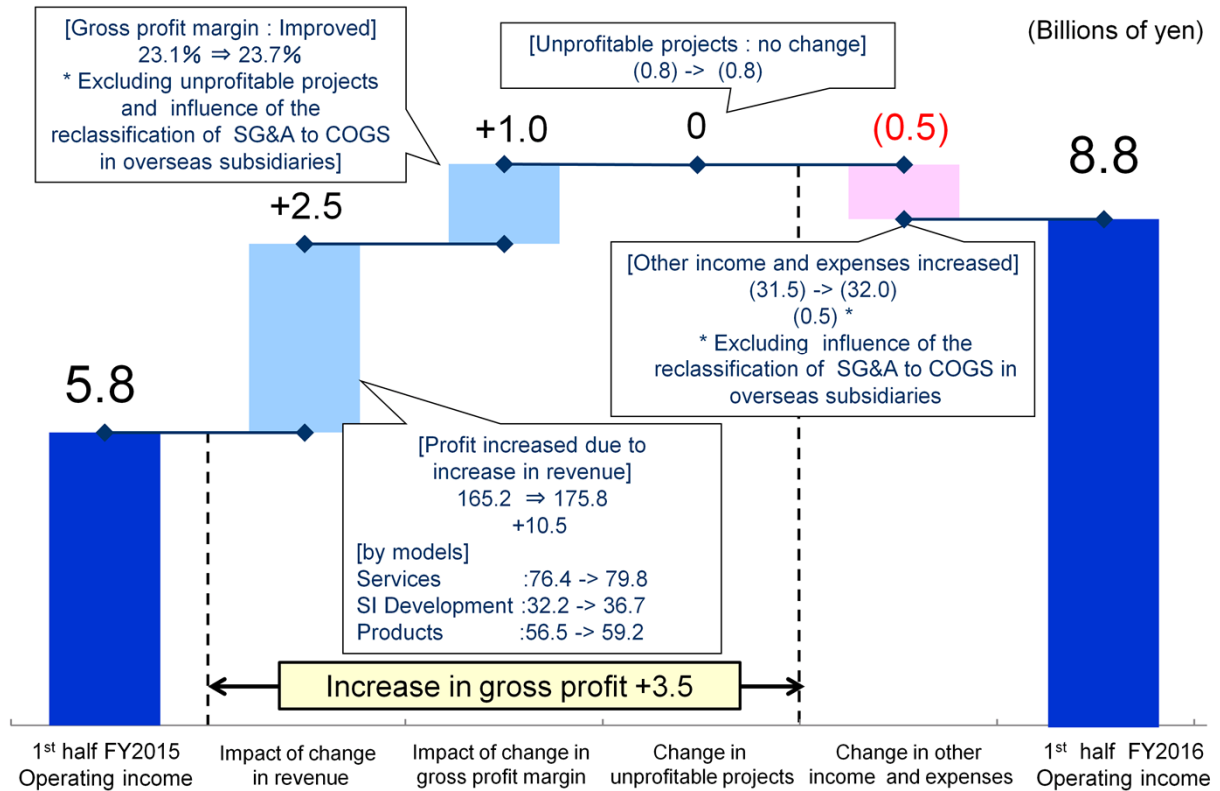 [Gross profit margin : Improved]
23.1% ⇒ 23.7%
* Excluding unprofitable projects
and influence of the
reclassification of SG&A to COGS
in overseas subsidiaries]
[Unprofitable projects : no change]
(0.8) -> (0.8)
(Billions of yen)
+1.0
0
(0.5)
8.8
+2.5
[Other income and expenses increased]
(31.5) -> (32.0)
(0.5) *
* Excluding influence of the
reclassification of SG&A to COGS in
overseas subsidiaries
5.8
[Profit increased due to
increase in revenue]
165.2 ⇒ 175.8
+10.5
[by models]
Services :76.4 -> 79.8
SI Development :32.2 -> 36.7
Products :56.5 -> 59.2
Increase in gross profit +3.5
1st half FY2015
Operating income
Impact of change
in revenue
Impact of change in
gross profit margin
Change in
unprofitable projects
Change in other
income and expenses
1st half FY2016
Operating income